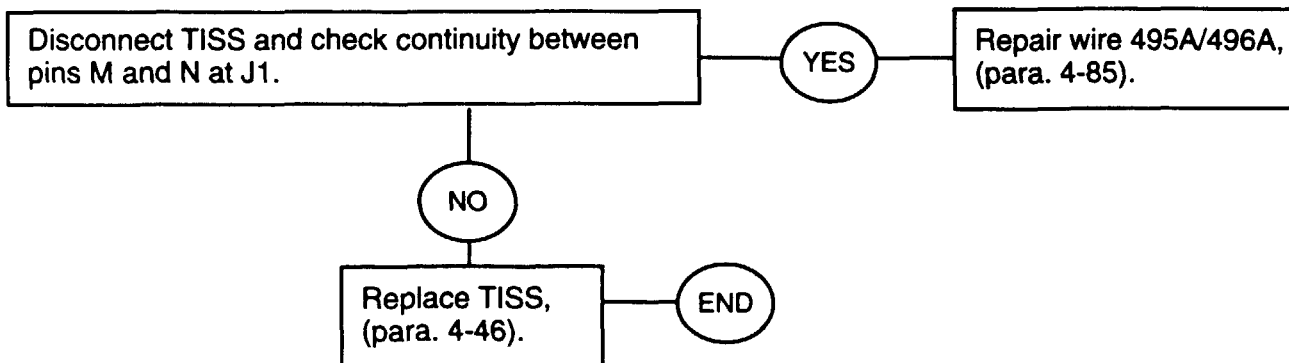 Disconnect TISS and check continuity between
pins M and N at J1.
YES
Repair wire 495A/496A,
(para. 4-85).
NO
Replace TISS,
(para. 4-46).
END